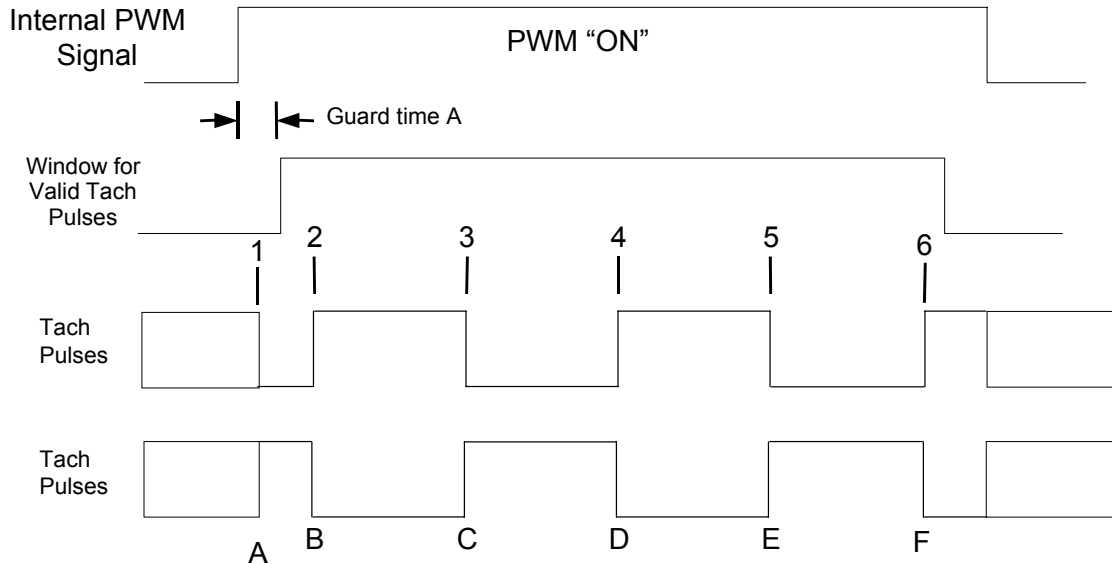 Internal PWM
Signal
PWM “ON”
Guard time A
Window for
Valid Tach
Pulses
1 2 3 4 5 6
Tach
Pulses
Tach
Pulses
A B C D E F